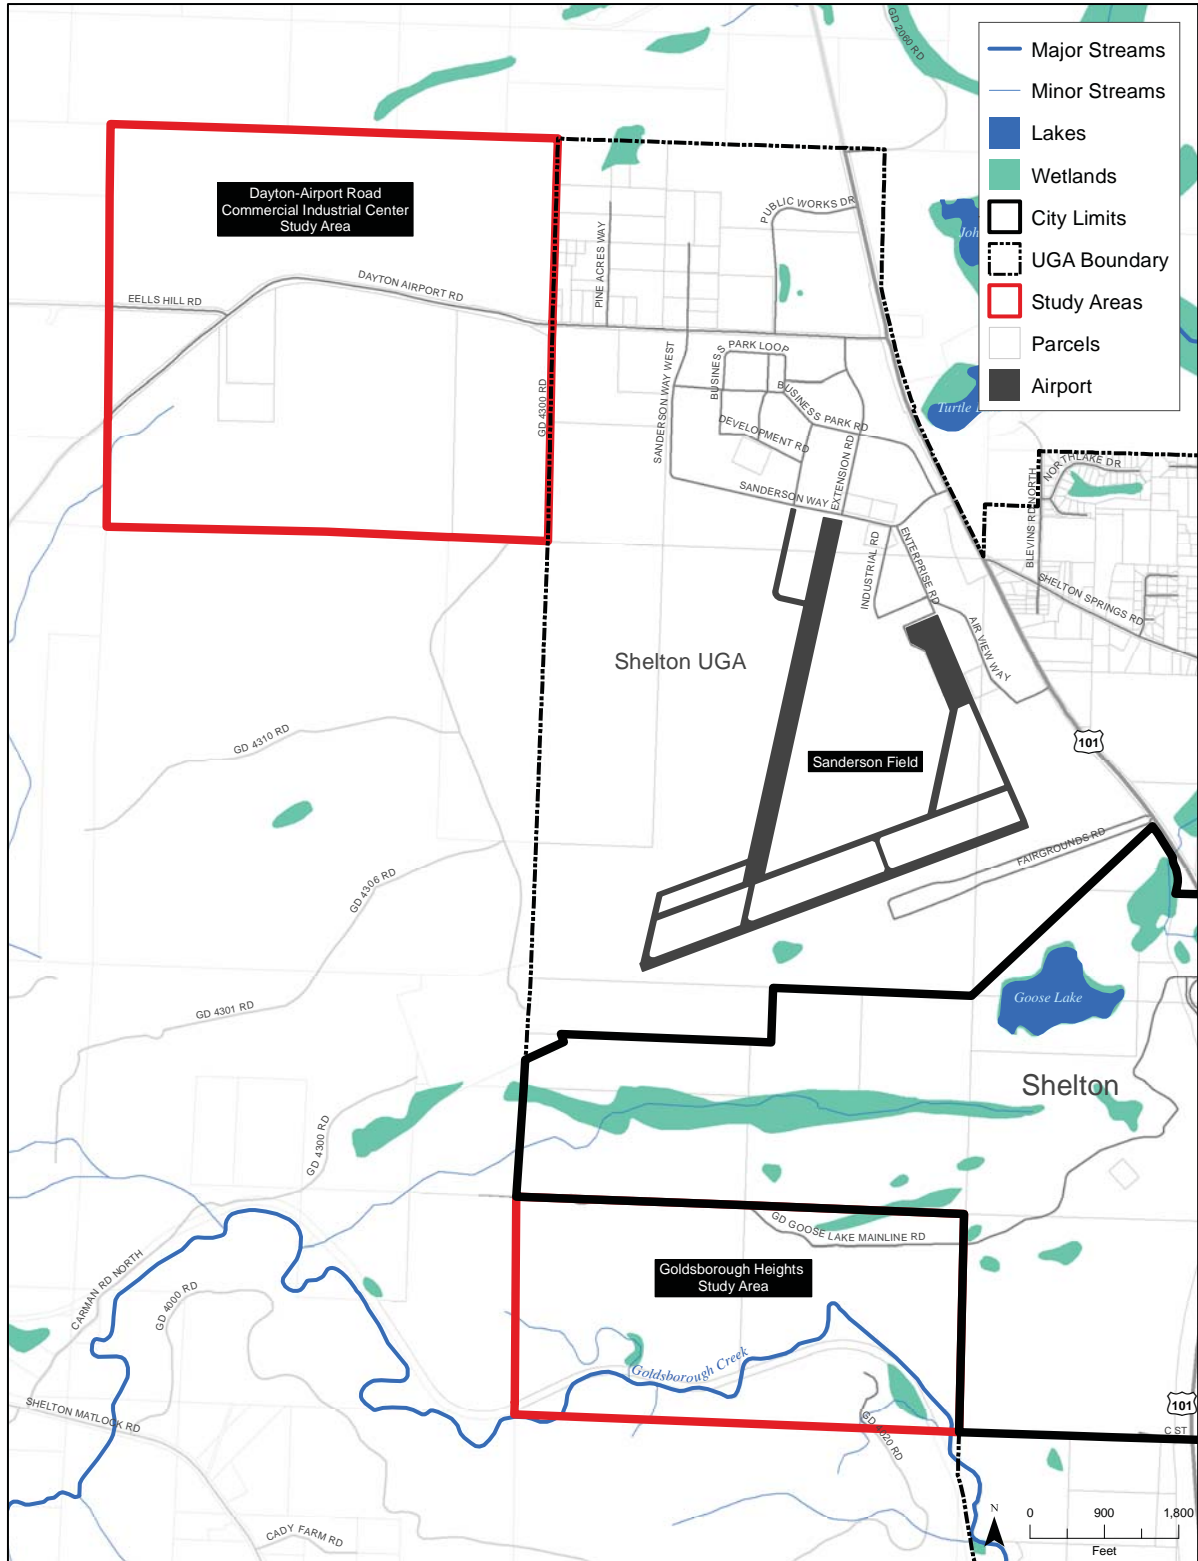 GD 2060 RD
Major Streams
Minor Streams
Lakes
Wetlands
City Limits
UGA Boundary
Study Areas
Parcels
Airport
Dayton-Airport Road
Commercial Industrial Center
Study Area
PUBLIC WORKS DR
PINE ACRES WAY
Joh
DAYTON AIRPORT RD
EELLS HILL RD
GD 4300 RD
SANDERSON WAY WEST
BUSINESS
PARK LOOP
BUSINESS PARK RD
DEVELOPMENT RD
EXTENSION RD
Turtle
NORTHLAKE DR
BLEVINS RD NORTH
SANDERSON WAY
INDUSTRIAL RD
ENTERPRISE RD
SHELTON SPRINGS RD
AIR VIEW WAY
Shelton UGA
GD 4310 RD
101
Sanderson Field
FAIRGROUNDS RD
GD 4306 RD
Goose Lake
GD 4301 RD
Shelton
GD 4300 RD
GD GOOSE LAKE MAINLINE RD
CARMAN RD NORTH
GD 4000 RD
Goldsborough Heights
Study Area
Goldsborough Creek
SHELTON MATLOCK RD
GD 4020 RD
101
C ST
CADY FARM RD
N
0 900 1,800
Feet